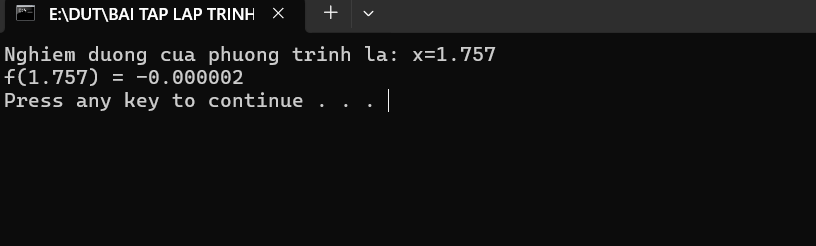 E:\DUT\BAI TAP LAP TRINH
Nghiem duong cua phuong trinh la: x=1.757
f(1.757) = -0.000002
Press any key to continue . . .